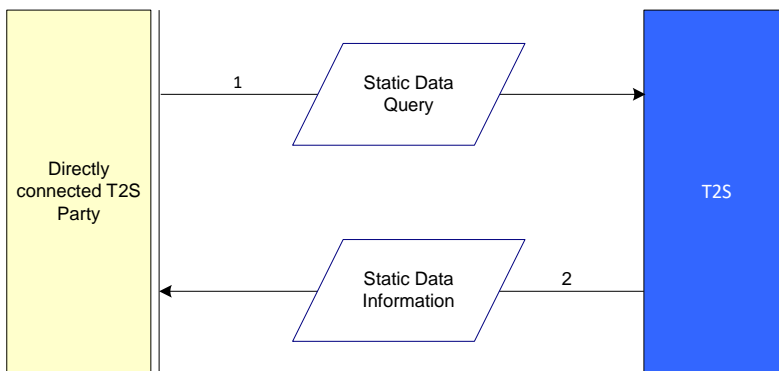 1
Static Data
Query
Directly
connected T2S
Party
T2S
Static Data
Information
2